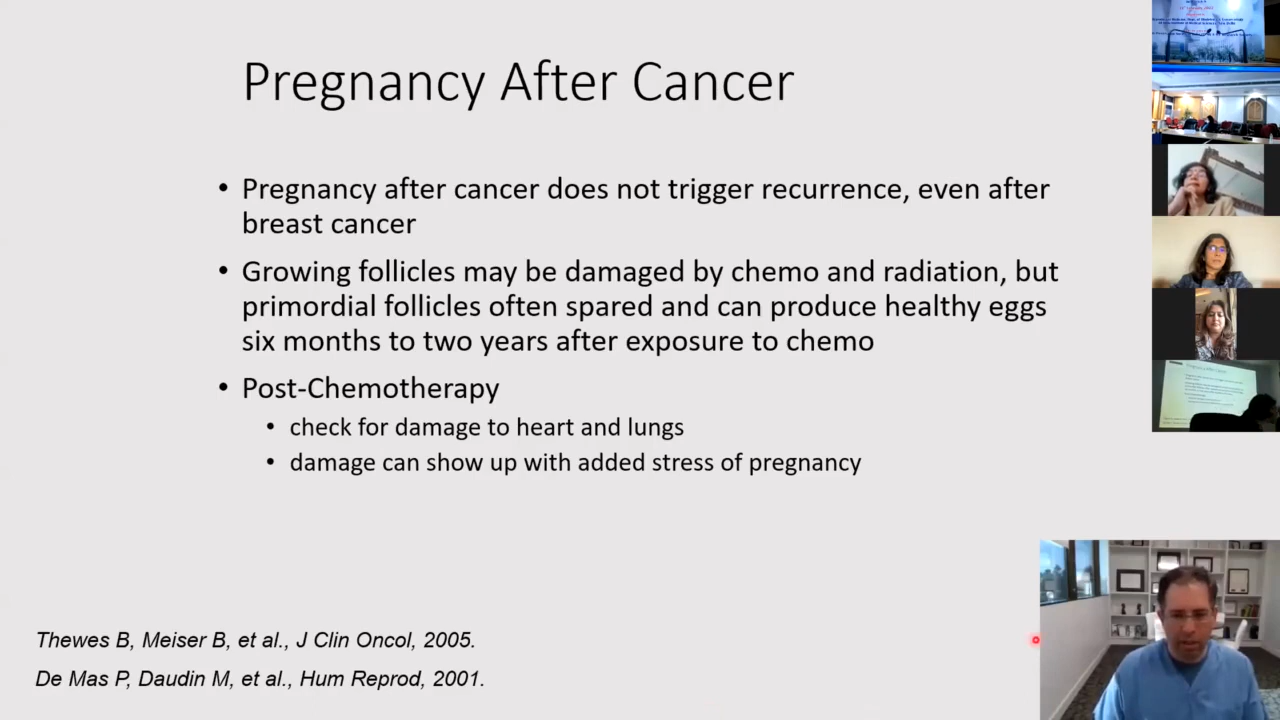 Pregnancy After Cancer
• Pregnancy after cancer does not trigger recurrence, even after
breast cancer
• Growing follicles may be damaged by chemo and radiation, but
primordial follicles often spared and can produce healthy eggs
six months to two years after exposure to chemo
• Post-Chemotherapy
• check for damage to heart and lungs
• damage can show up with added stress of pregnancy
Thewes B, Meiser B, et al., J Clin Oncol, 2005.
De Mas P, Daudin M, et al., Hum Reprod, 2001.